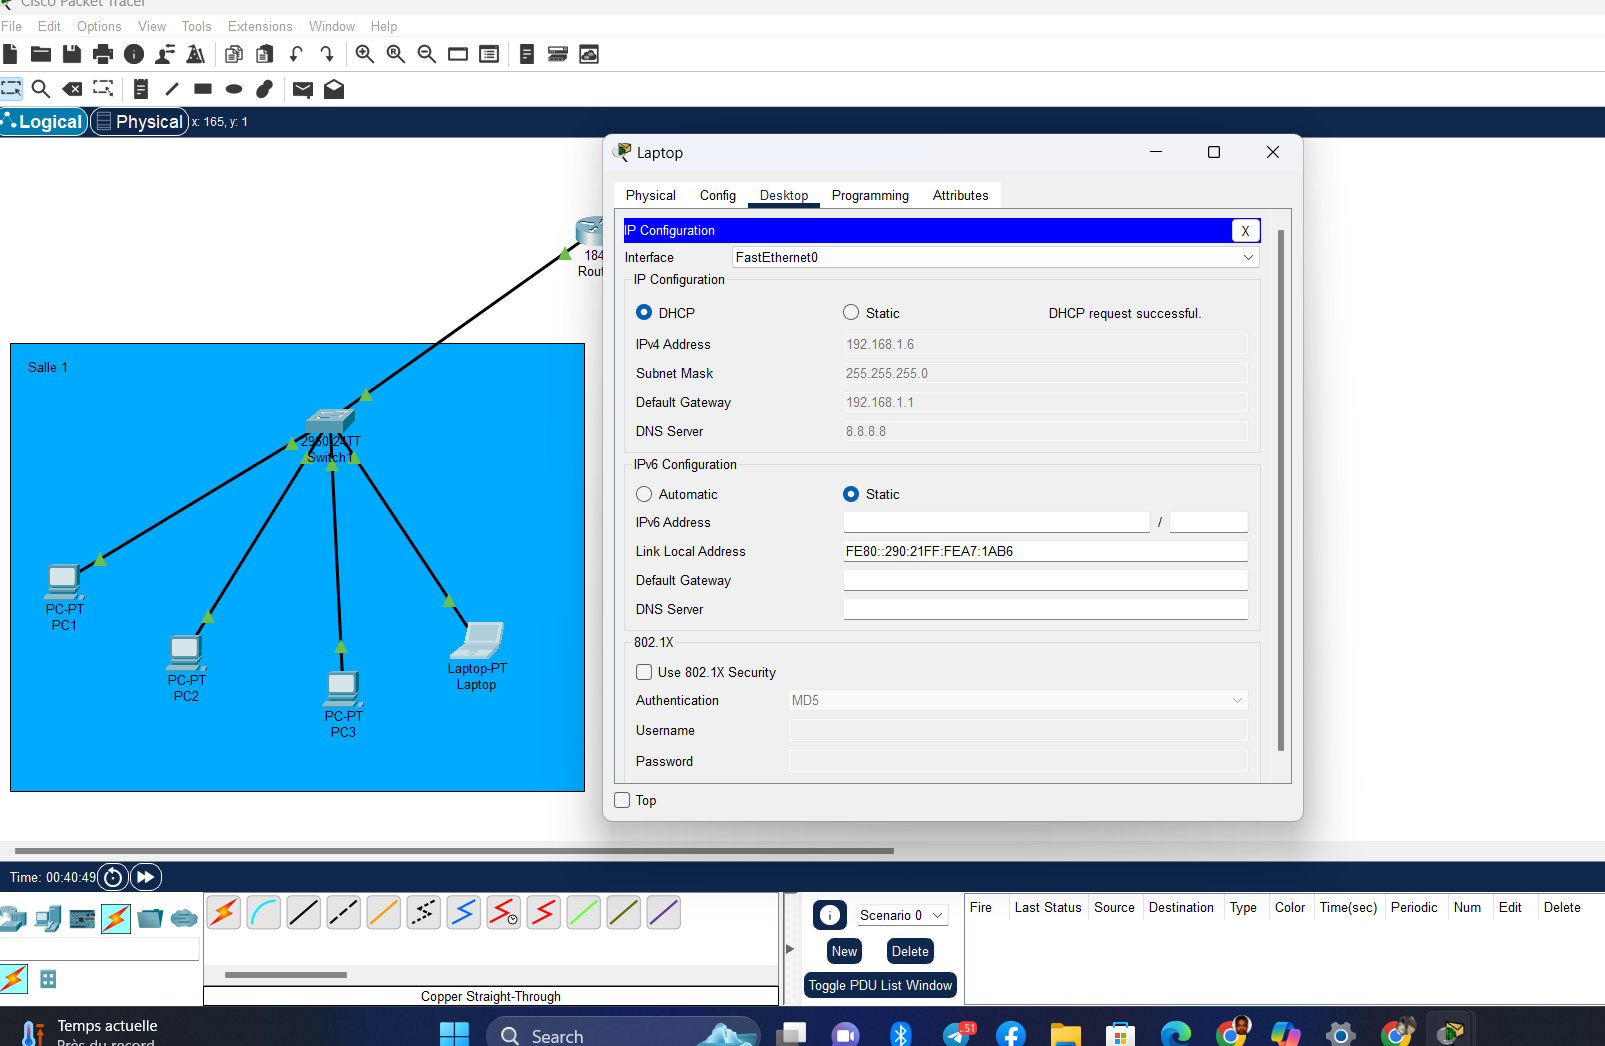 Cisco Packet Tracer
File Edit Options View Tools Extensions Window Help
Logical Physical x: 165, y: 1
184
Rout
Salle 1
2960-24TT
Switch1
PC-PT
PC1
PC-PT
PC2
PC-PT
PC3
Laptop-PT
Laptop
Laptop
Physical Config Desktop Programming Attributes
IP Configuration X
Interface FastEthernet0
IP Configuration
DHCP Static DHCP request successful.
IPv4 Address 192.168.1.6
Subnet Mask 255.255.255.0
Default Gateway 192.168.1.1
DNS Server 8.8.8.8
IPv6 Configuration
Automatic Static
IPv6 Address /
Link Local Address FE80::290:21FF:FEA7:1AB6
Default Gateway
DNS Server
802.1X
Use 802.1X Security
Authentication MD5
Username
Password
Top
Time: 00:40:49
Copper Straight-Through
Scenario 0
New Delete
Toggle PDU List Window
Fire Last Status Source Destination Type Color Time(sec) Periodic Num Edit Delete
Temps actuelle
Près du record
Search
51